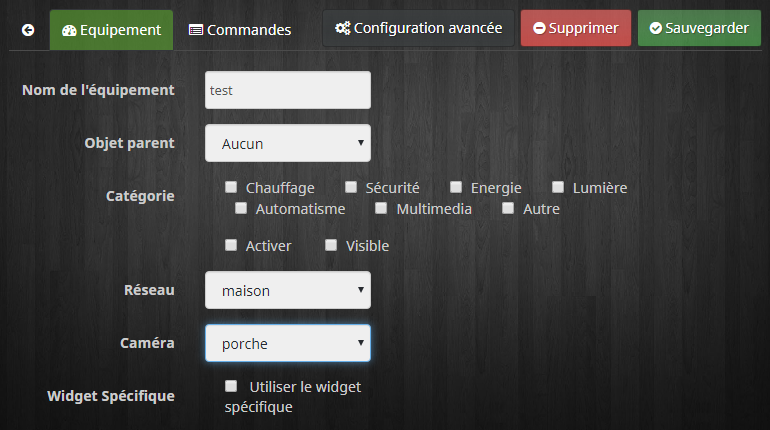 Equipement Commandes Configuration avancée Supprimer Sauvegarder
Nom de l'équipement test
Objet parent Aucun
Catégorie Chauffage Sécurité Energie Lumière
Automatisme Multimedia Autre
Activer Visible
Réseau maison
Caméra porche
Widget Spécifique Utiliser le widget
spécifique